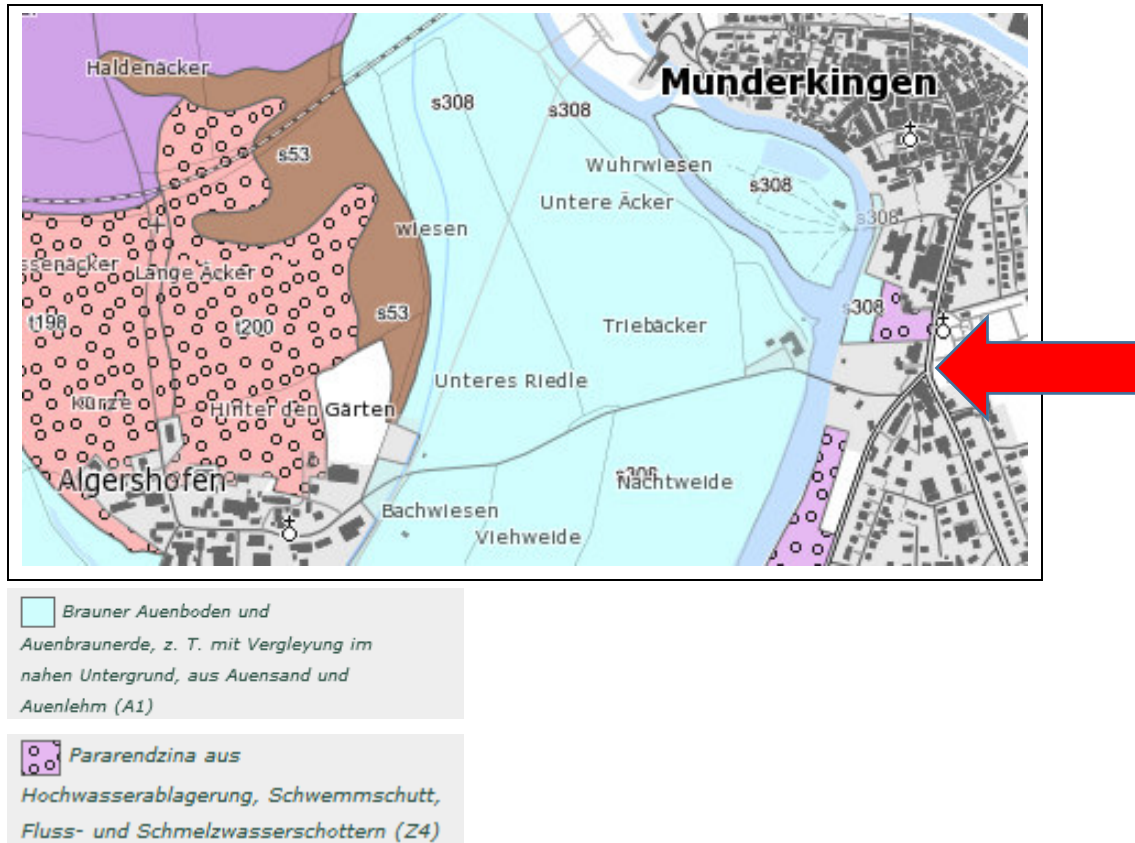 Haldenäcker
Munderkingen
s308
s308
s53
Wuhrwiesen
s308
Untere Äcker
s308
wiesen
ssenäcker
Lange Äcker
s308
s53
t198
t200
Triebäcker
Unteres Riedle
Kurze
Hinter den Gärten
Algershofen
s308
Nachtweide
Bachwiesen
Viehweide
Brauner Auenboden und
Auenbraunerde, z. T. mit Vergleyung im
nahen Untergrund, aus Auensand und
Auenlehm (A1)
Pararendzina aus
Hochwasserablagerung, Schwemmschutt,
Fluss- und Schmelzwasserschottern (Z4)